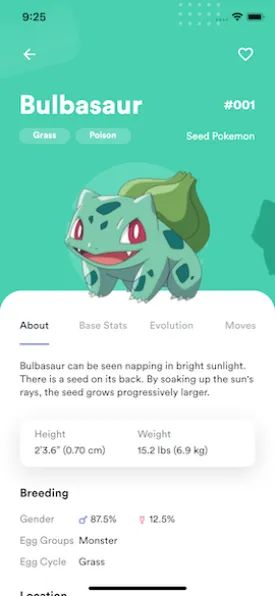 9:25
Bulbasaur #001
Grass Poison Seed Pokemon
About Base Stats Evolution Moves
Bulbasaur can be seen napping in bright sunlight.
There is a seed on its back. By soaking up the sun's
rays, the seed grows progressively larger.
Height Weight
2'3.6" (0.70 cm) 15.2 lbs (6.9 kg)
Breeding
Gender ♂ 87.5% ♀ 12.5%
Egg Groups Monster
Egg Cycle Grass
Location